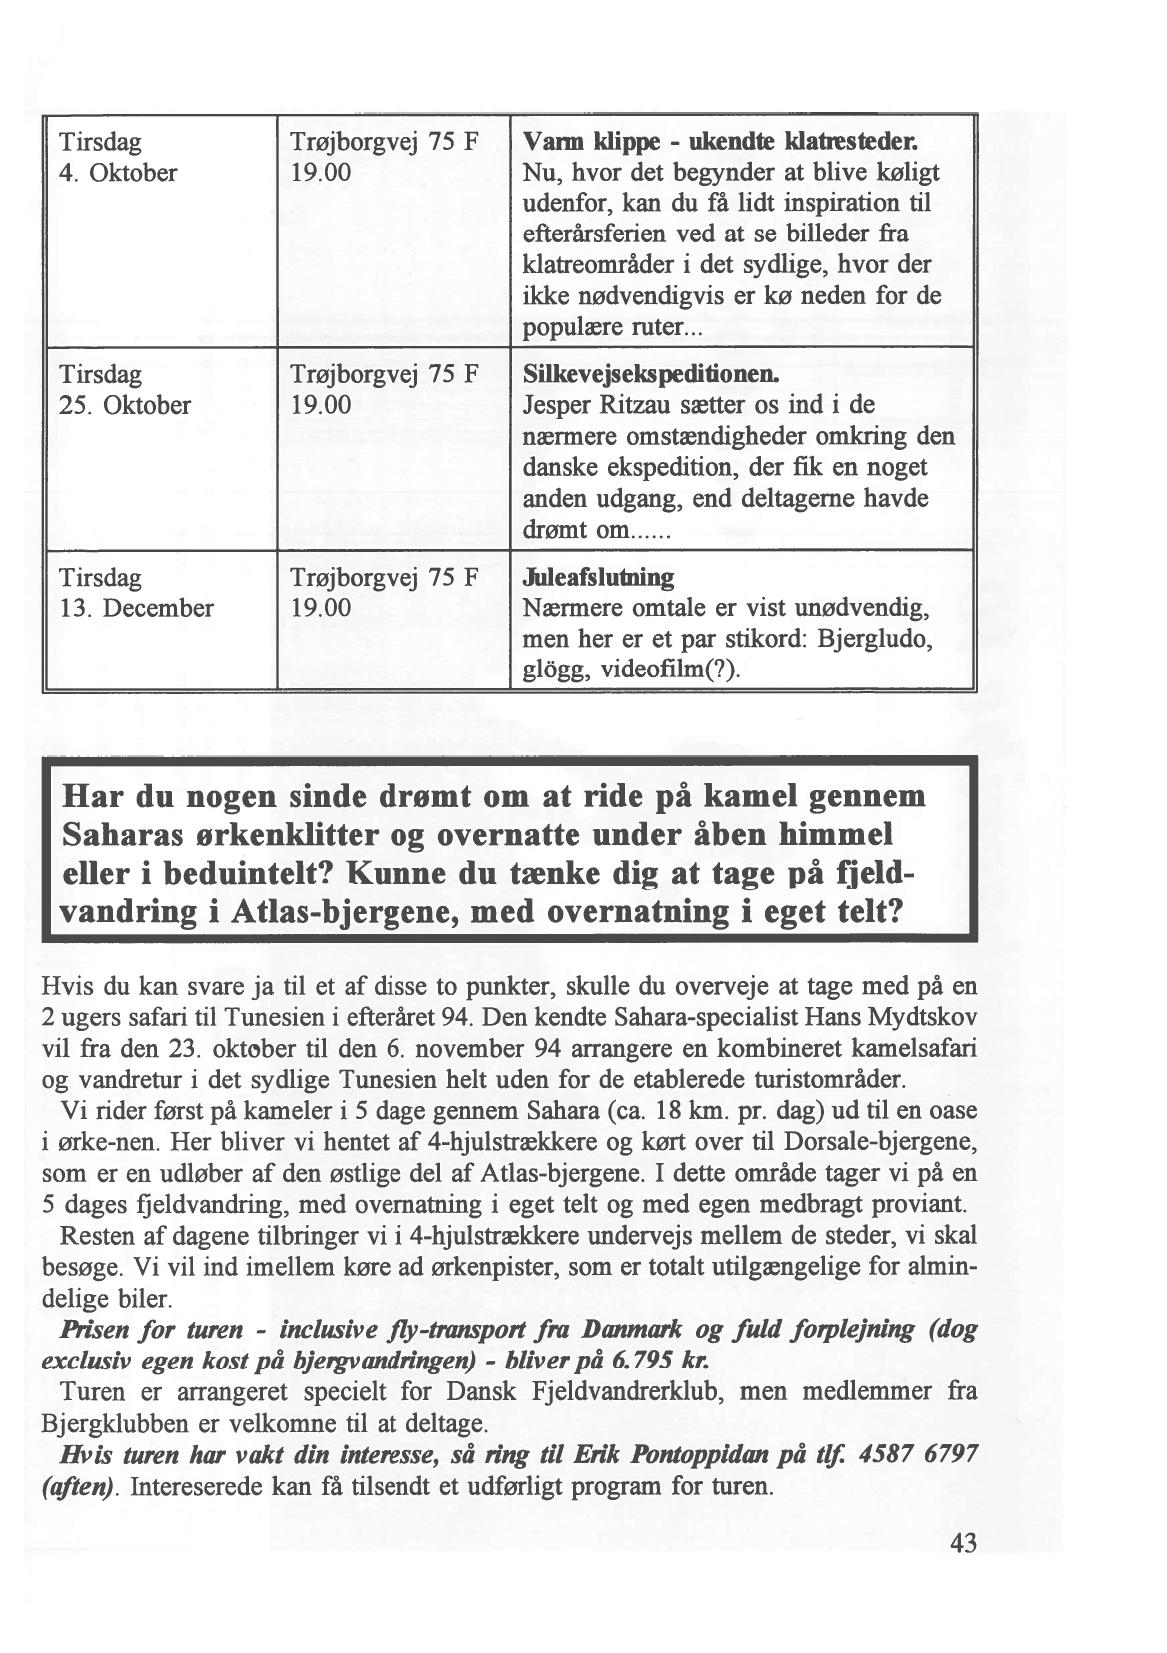 Tirsdag
4. Oktober
Trøjborgvej 75 F
19.00
Varm klippe - ukendte klatresteder.
Nu, hvor det begynder at blive køligt
udenfor, kan du få lidt inspiration til
efterårsferien ved at se billeder fra
klatreområder i det sydlige, hvor der
ikke nødvendigvis er kø neden for de
populære ruter...
Tirsdag
25. Oktober
Trøjborgvej 75 F
19.00
Silkevejsekspeditionen.
Jesper Ritzau sætter os ind i de
nærmere omstændigheder omkring den
danske ekspedition, der fik en noget
anden udgang, end deltagerne havde
drømt om......
Tirsdag
13. December
Trøjborgvej 75 F
19.00
Juleafslutning
Nærmere omtale er vist unødvendig,
men her er et par stikord: Bjergludo,
glögg, videofilm(?).
Har du nogen sinde drømt om at ride på kamel gennem
Saharas ørkenklitter og overnatte under åben himmel
eller i beduintelt? Kunne du tænke dig at tage på fjeld-
vandring i Atlas-bjergene, med overnatning i eget telt?
Hvis du kan svare ja til et af disse to punkter, skulle du overveje at tage med på en
2 ugers safari til Tunesien i efteråret 94. Den kendte Sahara-specialist Hans Mydtskov
vil fra den 23. oktober til den 6. november 94 arrangere en kombineret kamelsafari
og vandretur i det sydlige Tunesien helt uden for de etablerede turistområder.
Vi rider først på kameler i 5 dage gennem Sahara (ca. 18 km. pr. dag) ud til en oase
i ørke-nen. Her bliver vi hentet af 4-hjulstrækkere og kørt over til Dorsale-bjergene,
som er en udløber af den østlige del af Atlas-bjergene. I dette område tager vi på en
5 dages fjeldvandring, med overnatning i eget telt og med egen medbragt proviant.
Resten af dagene tilbringer vi i 4-hjulstrækkere undervejs mellem de steder, vi skal
besøge. Vi vil ind imellem køre ad ørkenpister, som er totalt utilgængelige for almin-
delige biler.
Prisen for turen - inclusive fly-transport fra Danmark og fuld forplejning (dog
exclusiv egen kost på bjergvandringen) - bliver på 6.795 kr.
Turen er arrangeret specielt for Dansk Fjeldvandrerklub, men medlemmer fra
Bjergklubben er velkomne til at deltage.
Hvis turen har vakt din interesse, så ring til Erik Pontoppidan på tlf. 4587 6797
(aften). Intereserede kan få tilsendt et udførligt program for turen.
43